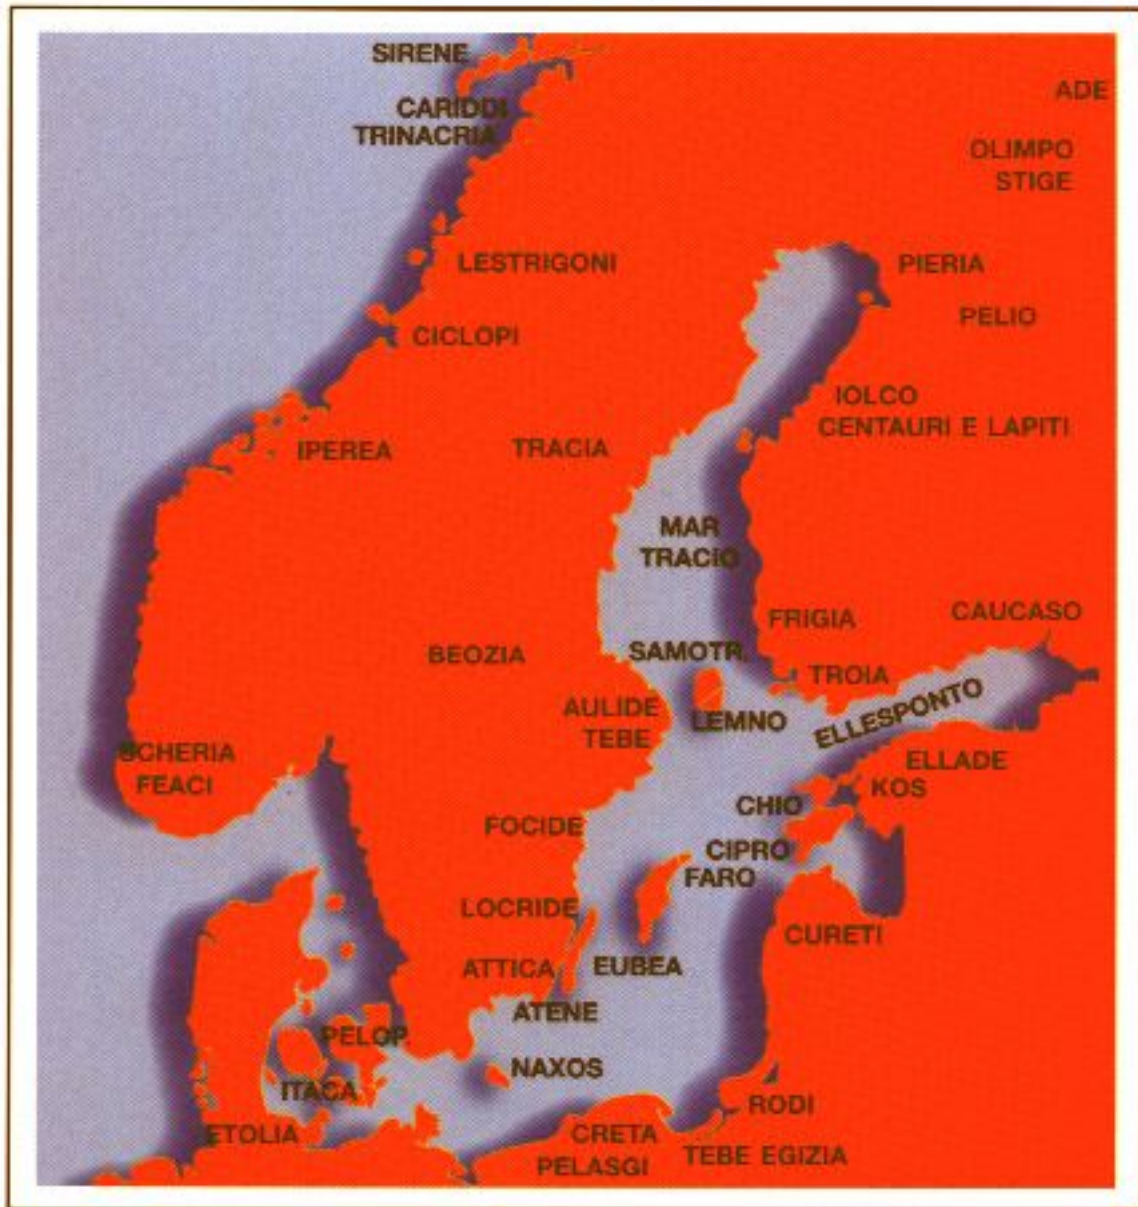 SIRENE
ADE
CARIDDI
TRINACRIA
OLIMPO
STIGE
LESTRIGONI
PIERIA
PELIO
CICLOPI
IOLCO
CENTAURI E LAPITI
IPEREA
TRACIA
MAR
TRACIO
FRIGIA
CAUCASO
BEOZIA
SAMOTR.
TROIA
AULIDE
TEBE
LEMNO
ELLESPONTO
SCHERIA
FEACI
ELLADE
KOS
CHIO
FOCIDE
CIPRO
FARO
LOCRIDE
CURETI
ATTICA
EUBEA
ATENE
PELOP.
NAXOS
ITACA
RODI
ETOLIA
CRETA
PELASGI
TEBE EGIZIA